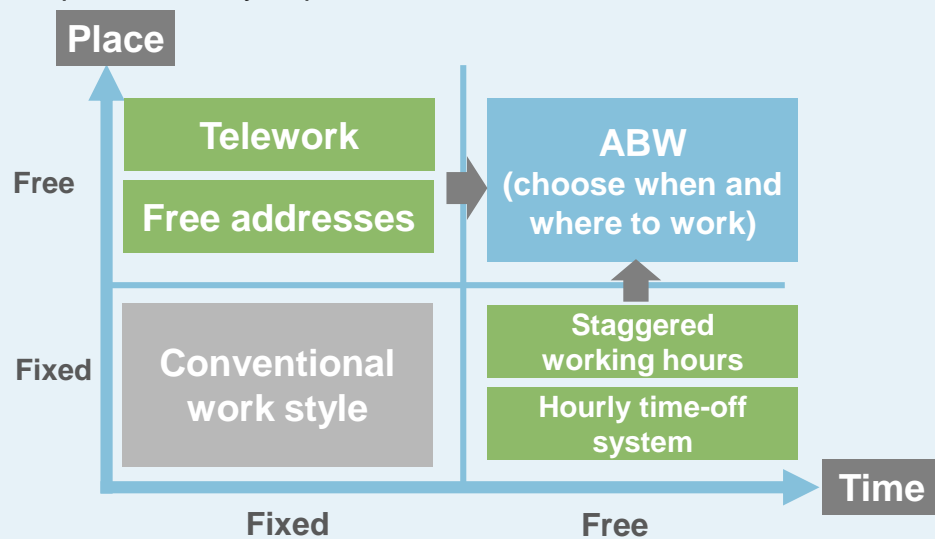 Place
Telework
Free addresses
ABW
(choose when and
where to work)
Free
Conventional
work style
Staggered
working hours
Hourly time-off
system
Fixed
Time
Fixed
Free